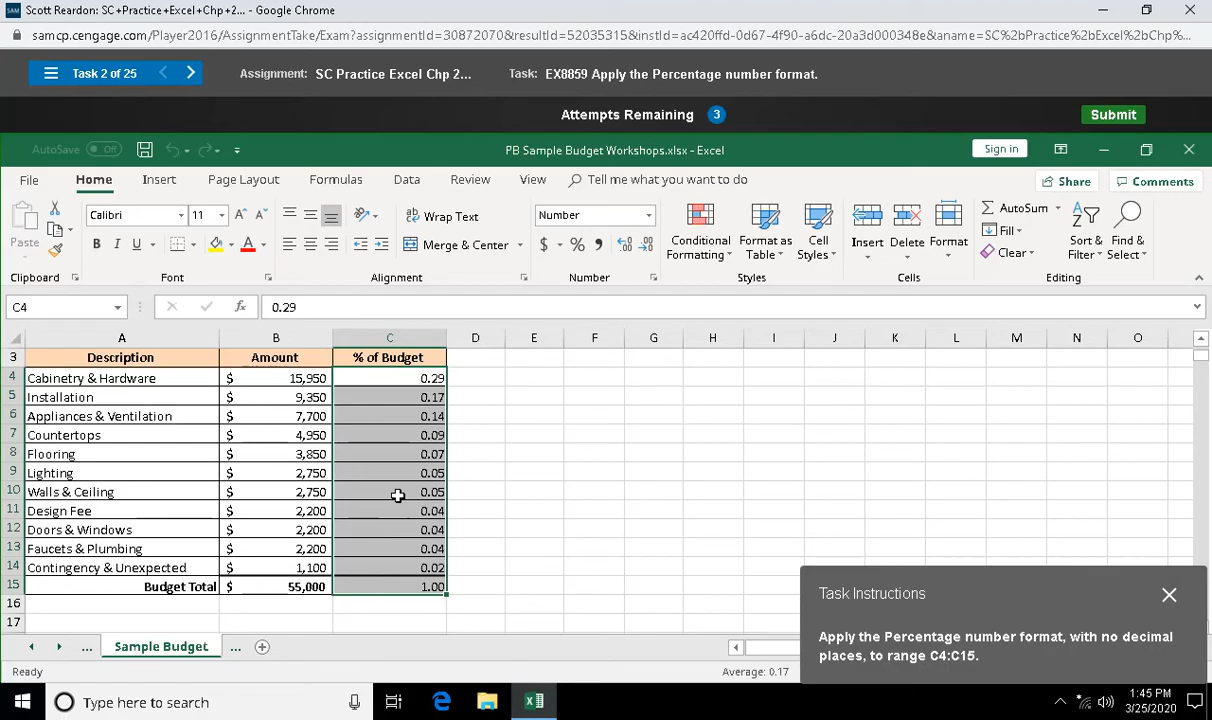 Scott Reardon: SC+Practice+Excel+Chp+2... - Google Chrome
samcp.cengage.com/Player2016/AssignmentTake/Exam?assignmentId=30872070&resultId=52035315&instId=ac420ffd-0d67-4f90-a6dc-20a3d000348e&aname=SC%2bPractice%2bExcel%2bChp%...
Task 2 of 25 Assignment: SC Practice Excel Chp 2... Task: EX8859 Apply the Percentage number format.
Attempts Remaining 3 Submit
AutoSave Off PB Sample Budget Workshops.xlsx - Excel Sign in
File Home Insert Page Layout Formulas Data Review View Tell me what you want to do Share Comments
Paste Calibri 11 Wrap Text Number Conditional Formatting Format as Table Cell Styles Insert Delete Format AutoSum Fill Clear Sort & Filter Find & Select
B I U A ab Merge & Center $ % ,
Clipboard Font Alignment Number Styles Cells Editing
C4 fx 0.29
A B C D E F G H I J K L M N O
3 Description Amount % of Budget
4 Cabinetry & Hardware $ 15,950 0.29
5 Installation $ 9,350 0.17
6 Appliances & Ventilation $ 7,700 0.14
7 Countertops $ 4,950 0.09
8 Flooring $ 3,850 0.07
9 Lighting $ 2,750 0.05
10 Walls & Ceiling $ 2,750 0.05
11 Design Fee $ 2,200 0.04
12 Doors & Windows $ 2,200 0.04
13 Faucets & Plumbing $ 2,200 0.04
14 Contingency & Unexpected $ 1,100 0.02
15 Budget Total $ 55,000 1.00
16
17
Task Instructions
Apply the Percentage number format, with no decimal
places, to range C4:C15.
... Sample Budget ...
Ready Average: 0.17
Type here to search
1:45 PM
3/25/2020